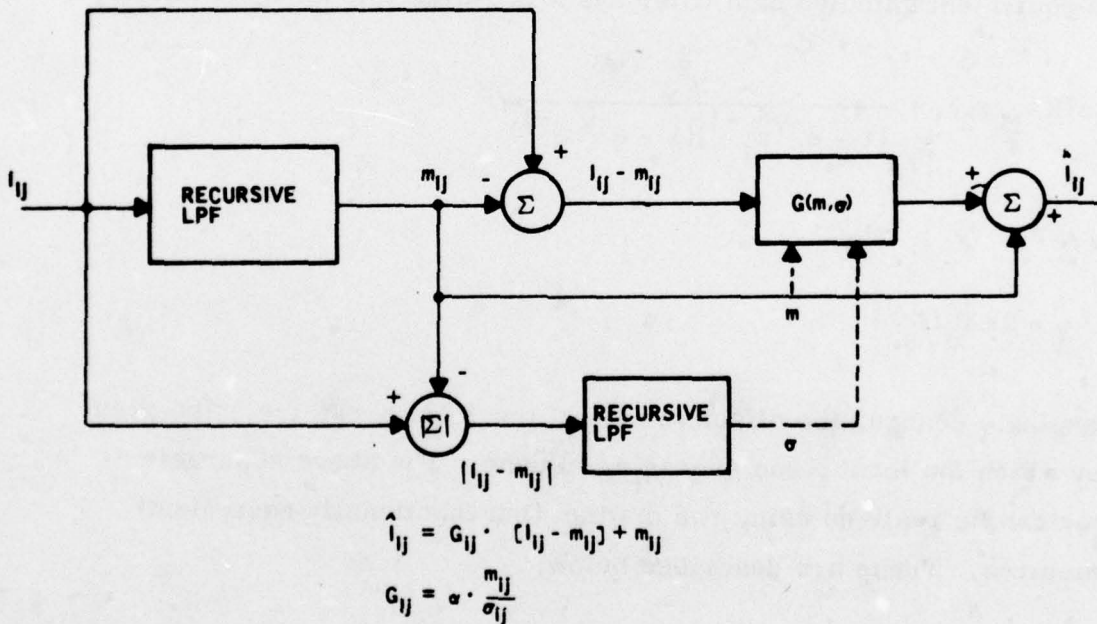 I_ij
RECURSIVE
LPF
m_ij
-
+
Σ
I_ij - m_ij
G(m,σ)
+
Σ
+
Î_ij
m
-
+
|Σ|
RECURSIVE
LPF
σ
|I_ij - m_ij|
Î_ij = G_ij · [I_ij - m_ij] + m_ij
G_ij = α · m_ij / σ_ij